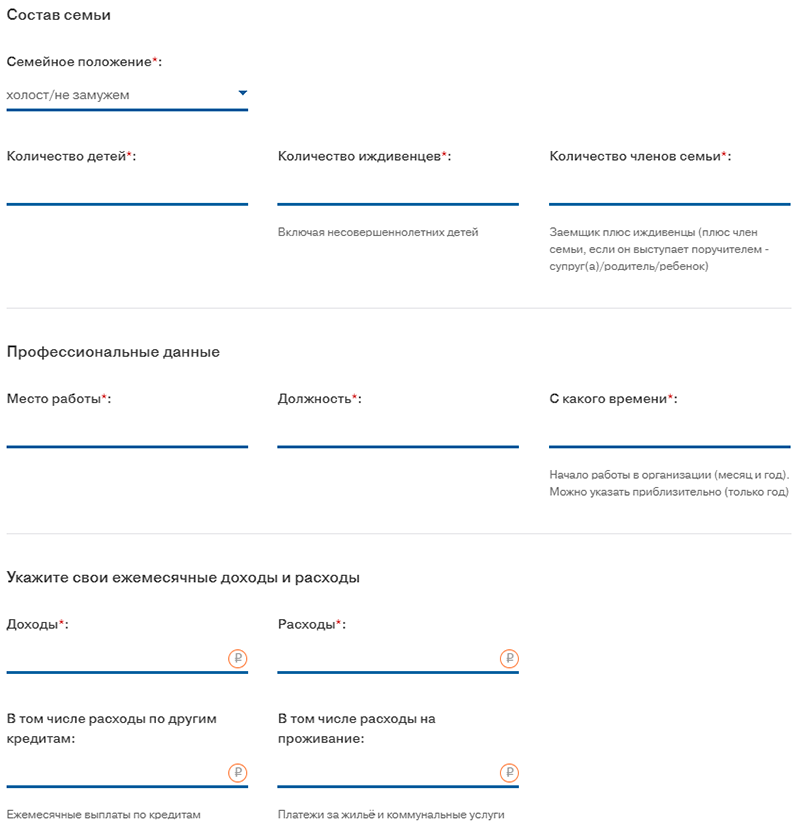 Состав семьи
Семейное положение*:
холост/не замужем
Количество детей*:
Количество иждивенцев*:
Включая несовершеннолетних детей
Количество членов семьи*:
Заемщик плюс иждивенцы (плюс член
семьи, если он выступает поручителем -
супруг(а)/родитель/ребенок)
Профессиональные данные
Место работы*:
Должность*:
С какого времени*:
Начало работы в организации (месяц и год).
Можно указать приблизительно (только год)
Укажите свои ежемесячные доходы и расходы
Доходы*:
₽
Расходы*:
₽
В том числе расходы по другим
кредитам:
₽
Ежемесячные выплаты по кредитам
В том числе расходы на
проживание:
₽
Платежи за жильё и коммунальные услуги